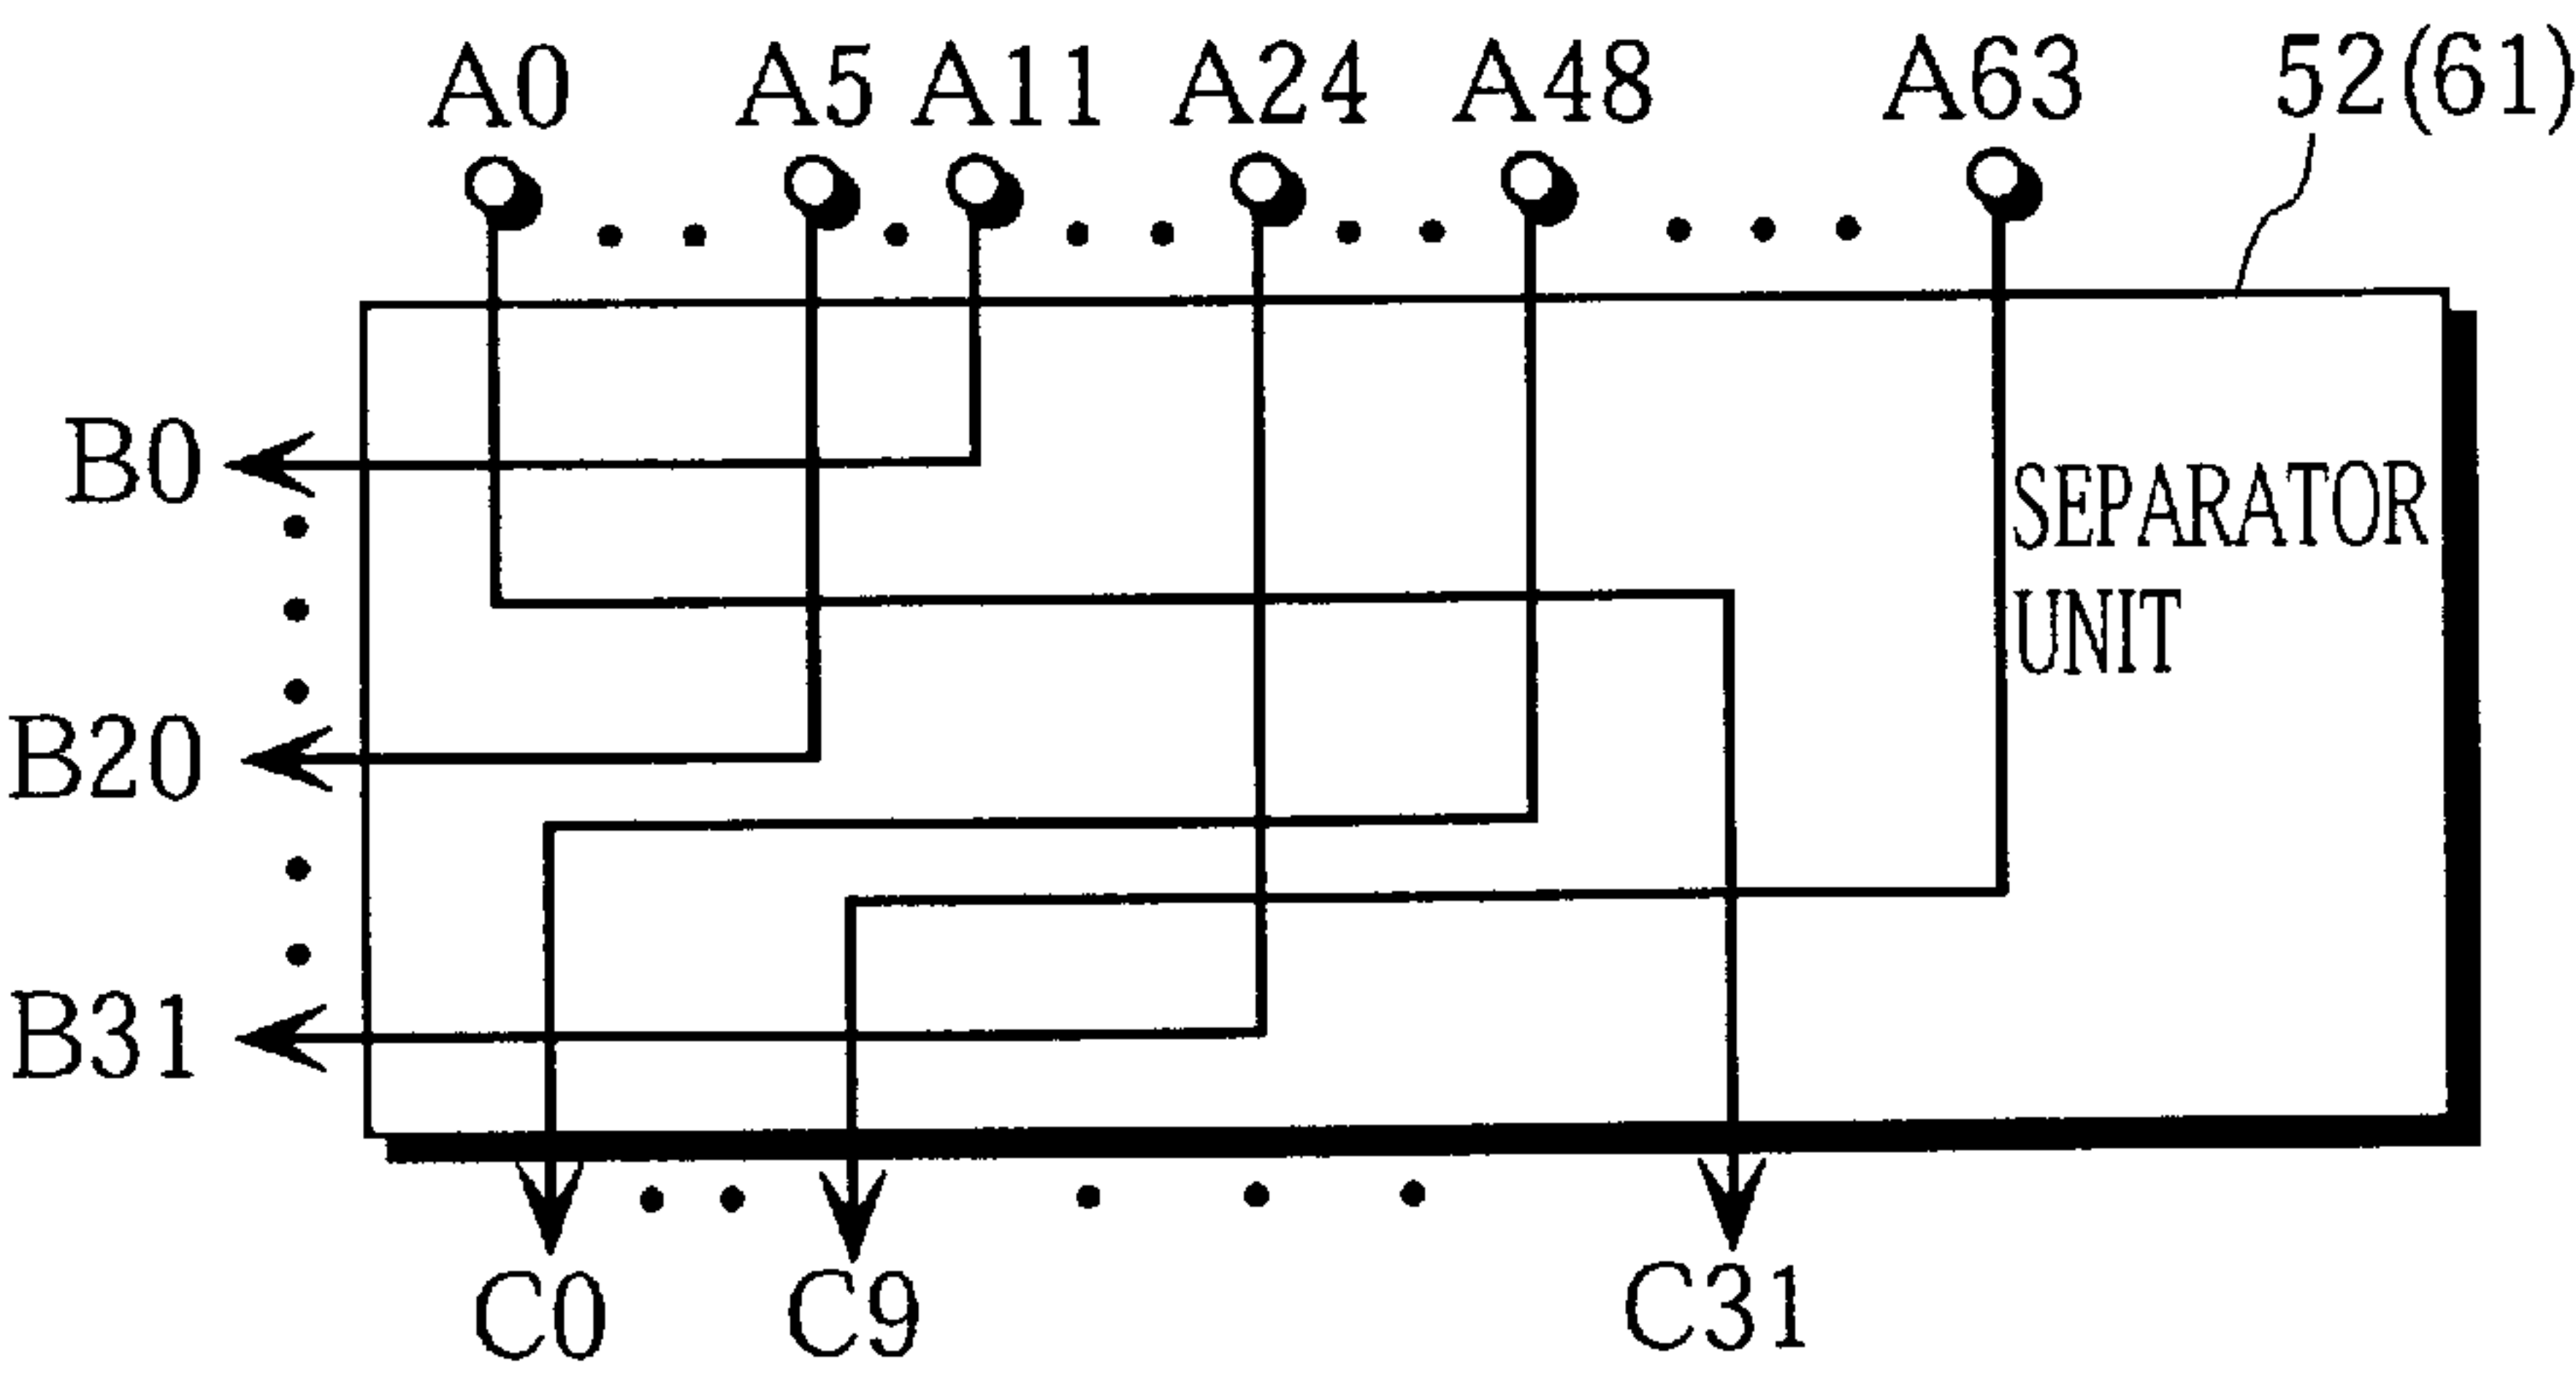 A0 A5 A11 A24 A48 A63 52(61)
B0
SEPARATOR
UNIT
B20
B31
C0 C9 C31